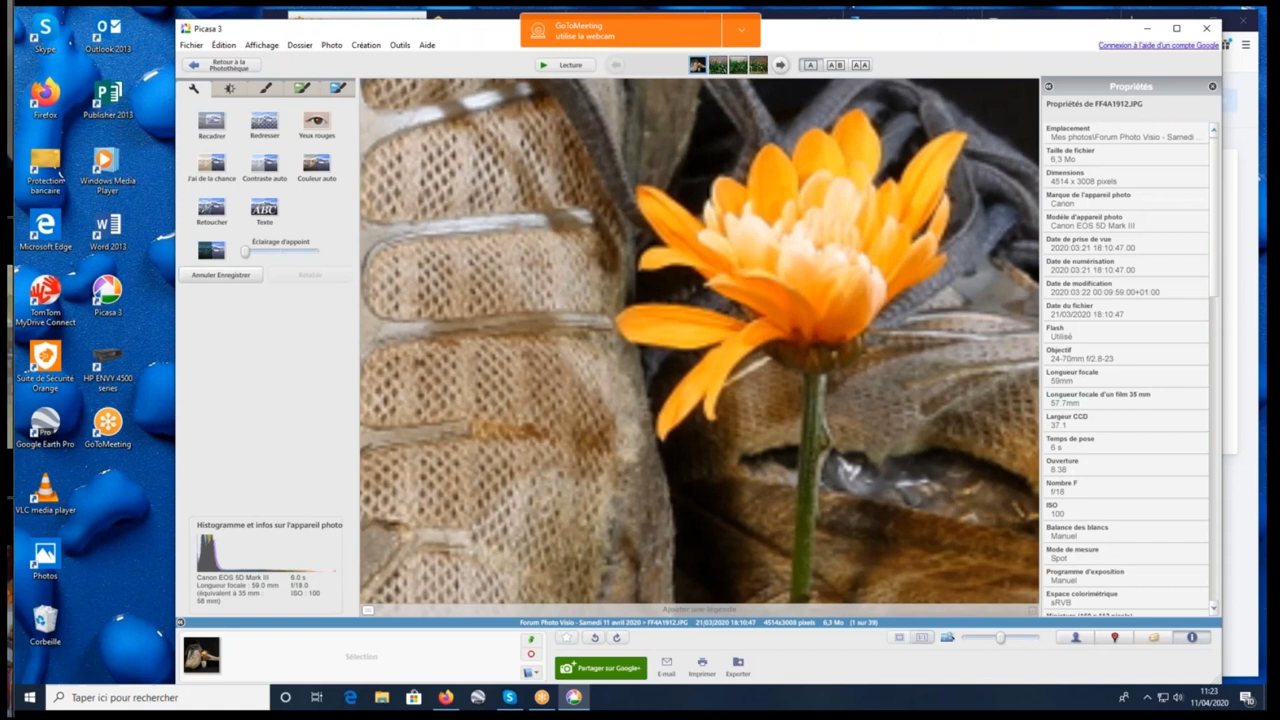 Skype
Outlook 2013
Firefox
Publisher 2013
Protection bancaire
Windows Media Player
Microsoft Edge
Word 2013
TomTom MyDrive Connect
Picasa 3
Suite de Sécurité Orange
HP ENVY 4500 series
Pro
Google Earth Pro
GoToMeeting
VLC media player
Photos
Corbeille
Picasa 3
GoToMeeting
utilise la webcam
Fichier Édition Affichage Dossier Photo Création Outils Aide
Connexion à l'aide d'un compte Google
Retour à la Photothèque
Lecture
A
A B
A A
Recadrer
Redresser
Yeux rouges
J'ai de la chance
Contraste auto
Couleur auto
ABC
Retoucher
Texte
Éclairage d'appoint
Annuler Enregistrer
Rétablir
Histogramme et infos sur l'appareil photo
Canon EOS 5D Mark III 6.0 s
Longueur focale : 59.0 mm f/18.0
(équivalent à 35 mm : ISO : 100
58 mm)
Propriétés
Propriétés de FF4A1912.JPG
Emplacement
Mes photos\Forum Photo Visio - Samedi ...
Taille de fichier
6,3 Mo
Dimensions
4514 x 3008 pixels
Marque de l'appareil photo
Canon
Modèle d'appareil photo
Canon EOS 5D Mark III
Date de prise de vue
2020:03:21 18:10:47.00
Date de numérisation
2020:03:21 18:10:47.00
Date de modification
2020:03:22 00:09:59.00+01:00
Date du fichier
21/03/2020 18:10:47
Flash
Utilisé
Objectif
24-70mm f/2.8-23
Longueur focale
59mm
Longueur focale d'un film 35 mm
57.7mm
Largeur CCD
37.1
Temps de pose
6 s
Ouverture
8.38
Nombre F
f/18
ISO
100
Balance des blancs
Manuel
Mode de mesure
Spot
Programme d'exposition
Manuel
Espace colorimétrique
sRVB
Ajouter une légende
Forum Photo Visio - Samedi 11 avril 2020 > FF4A1912.JPG 21/03/2020 18:10:47 4514x3008 pixels 6,3 Mo (1 sur 39)
Sélection
Partager sur Google+
E-mail
Imprimer
Exporter
1:1
Taper ici pour rechercher
11:23
11/04/2020
10